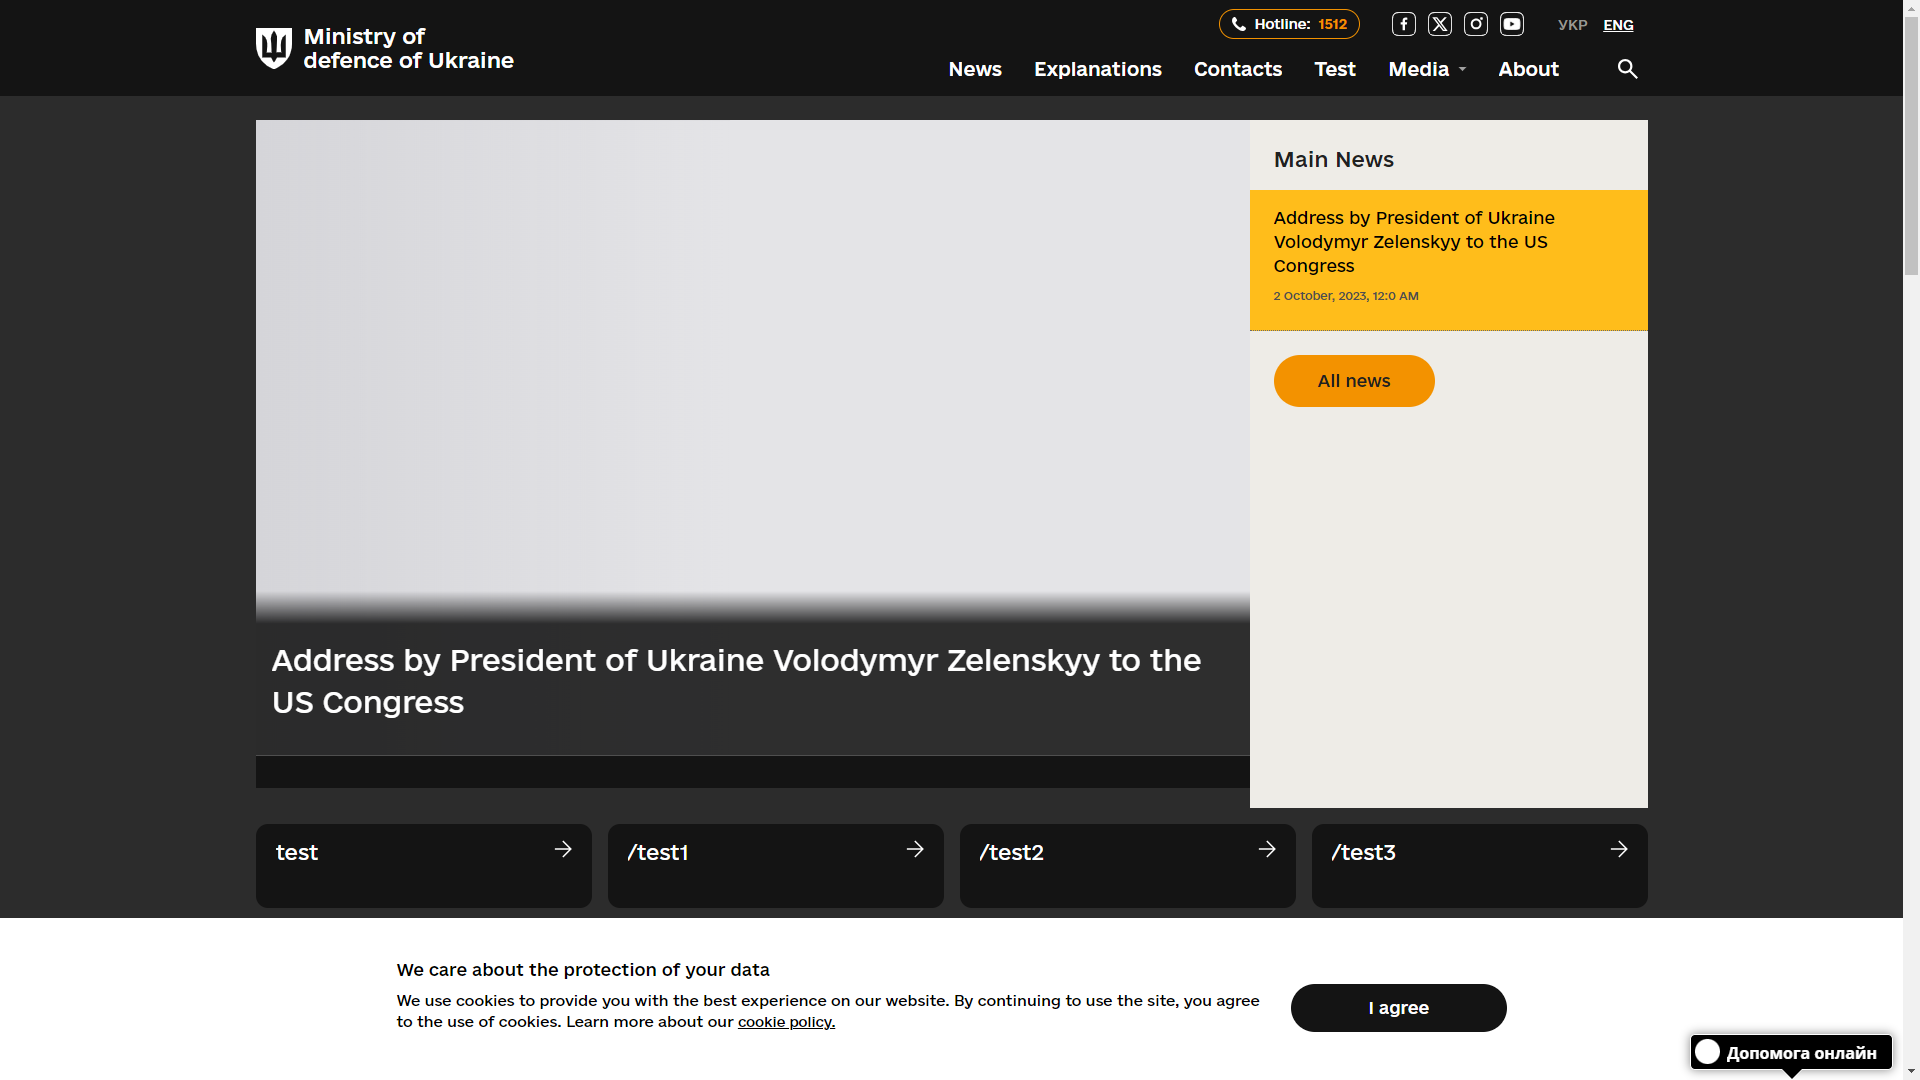 Ministry of
defence of Ukraine
Hotline: 1512
УКР ENG
News Explanations Contacts Test Media About
Main News
Address by President of Ukraine
Volodymyr Zelenskyy to the US
Congress
2 October, 2023, 12:0 AM
All news
Address by President of Ukraine Volodymyr Zelenskyy to the
US Congress
test
/test1
/test2
/test3
We care about the protection of your data
We use cookies to provide you with the best experience on our website. By continuing to use the site, you agree
to the use of cookies. Learn more about our cookie policy.
I agree
Допомога онлайн